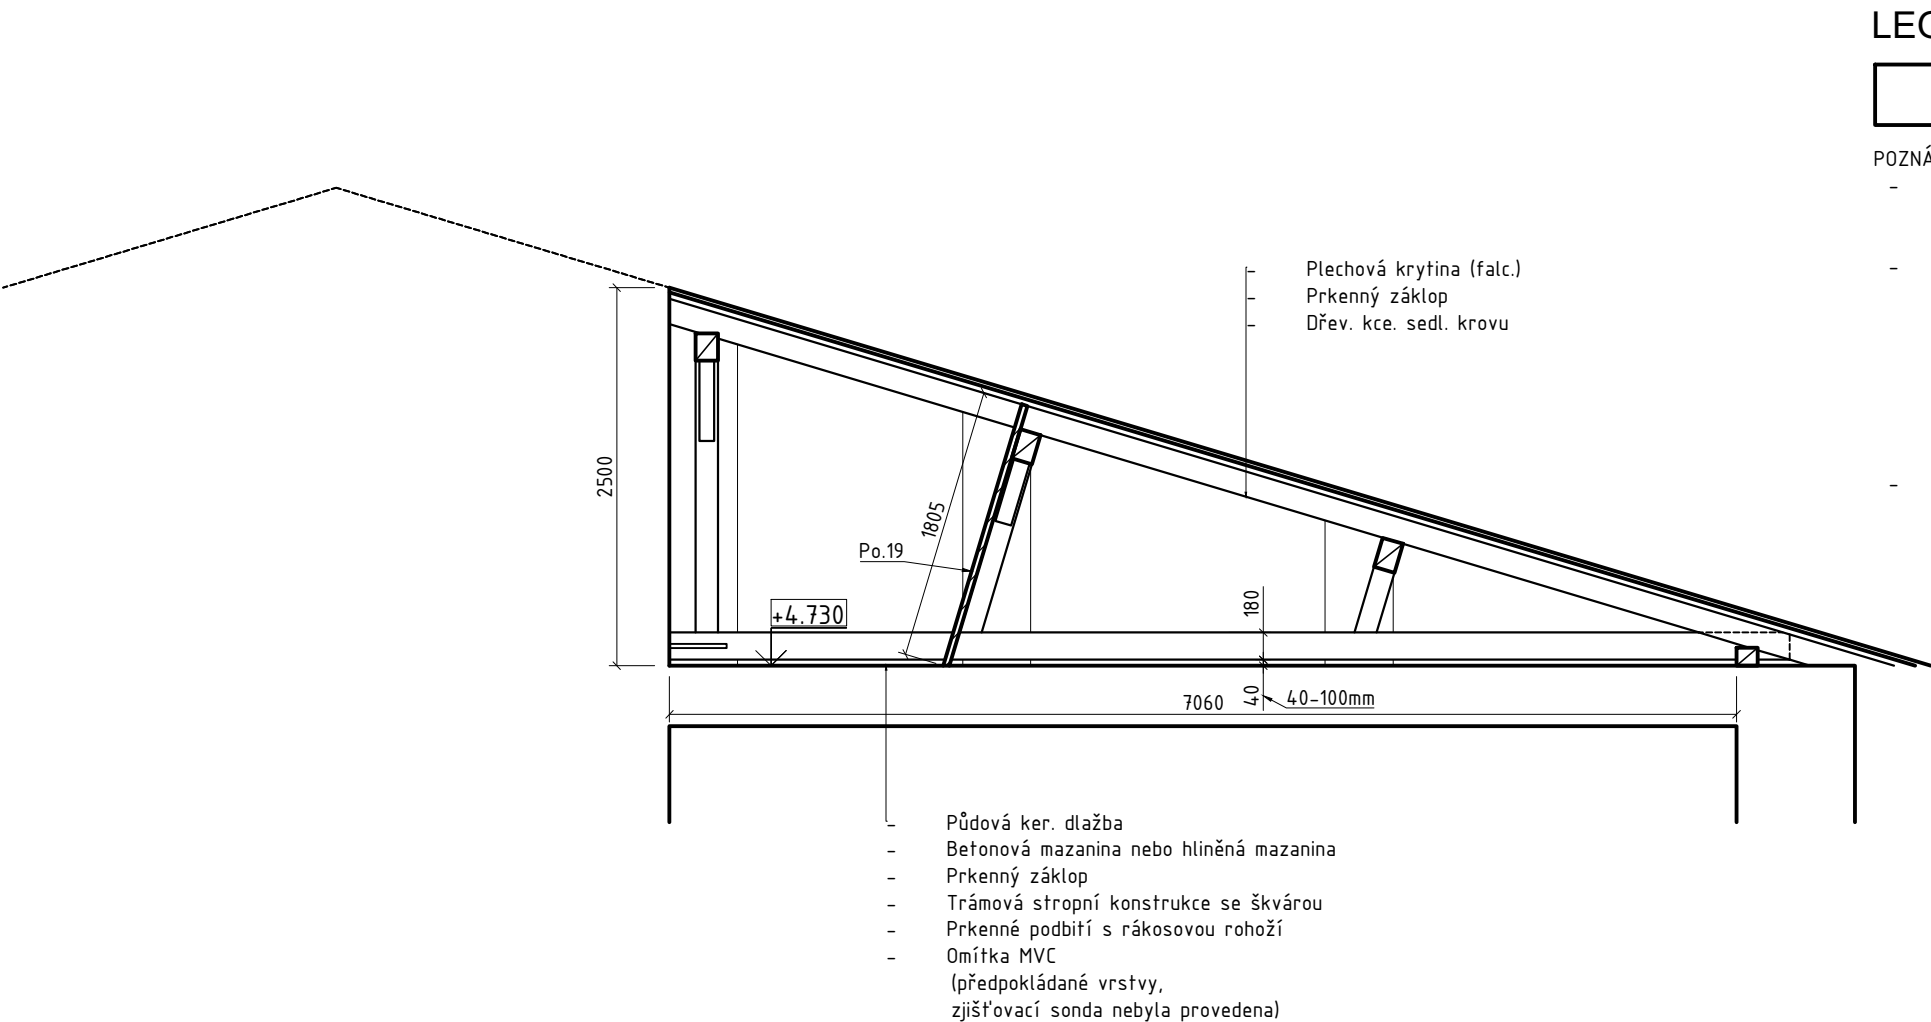 LEG
POZNÁ
-
-
-
- Plechová krytina (falc.)
- Prkenný záklop
- Dřev. kce. sedl. krovu
2500
1805
Po.19
+4.730
180
40
40-100mm
7060
- Půdová ker. dlažba
- Betonová mazanina nebo hliněná mazanina
- Prkenný záklop
- Trámová stropní konstrukce se škvárou
- Prkenné podbití s rákosovou rohoží
- Omítka MVC
(předpokládané vrstvy,
zjišťovací sonda nebyla provedena)